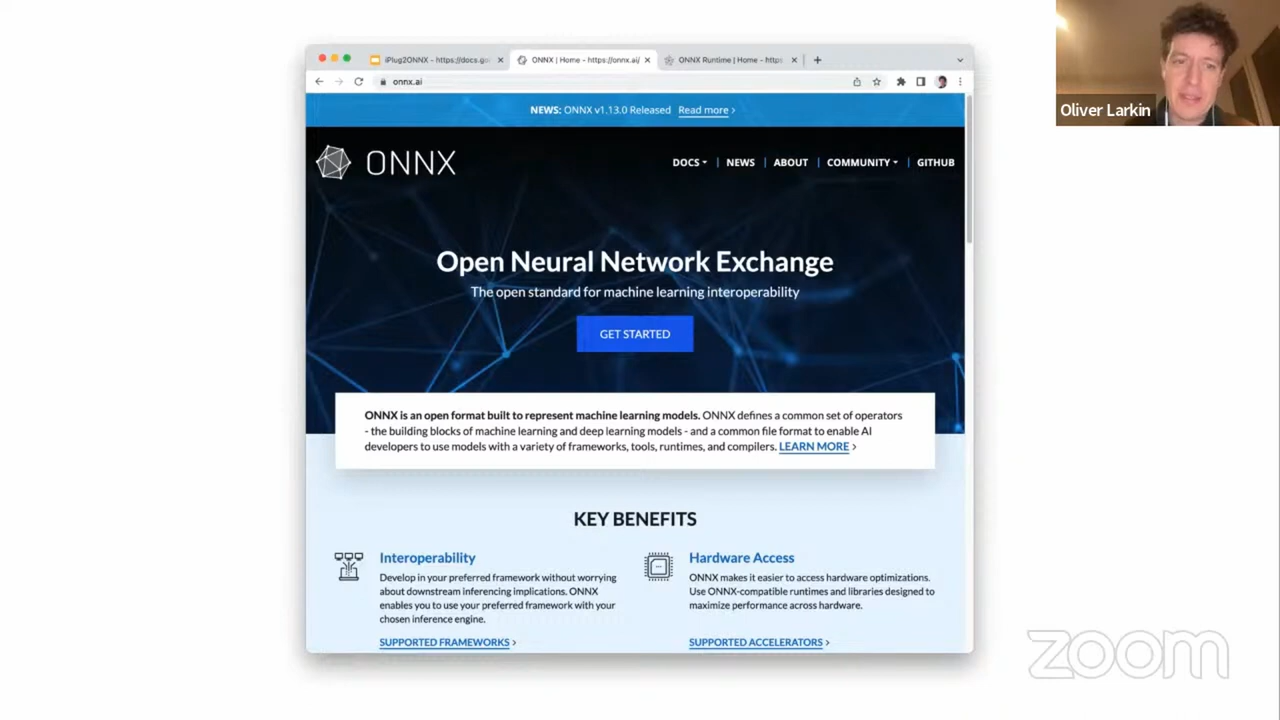 iPlug2ONNX - https://docs.go
ONNX | Home - https://onnx.ai/
ONNX Runtime | Home - http
onnx.ai
Oliver Larkin
NEWS: ONNX v1.13.0 Released Read more ›
ONNX
DOCS
NEWS
ABOUT
COMMUNITY
GITHUB
Open Neural Network Exchange
The open standard for machine learning interoperability
GET STARTED
ONNX is an open format built to represent machine learning models. ONNX defines a common set of operators
- the building blocks of machine learning and deep learning models - and a common file format to enable AI
developers to use models with a variety of frameworks, tools, runtimes, and compilers. LEARN MORE ›
KEY BENEFITS
Interoperability
Develop in your preferred framework without worrying
about downstream inferencing implications. ONNX
enables you to use your preferred framework with your
chosen inference engine.
SUPPORTED FRAMEWORKS ›
Hardware Access
ONNX makes it easier to access hardware optimizations.
Use ONNX-compatible runtimes and libraries designed to
maximize performance across hardware.
SUPPORTED ACCELERATORS ›
zoom